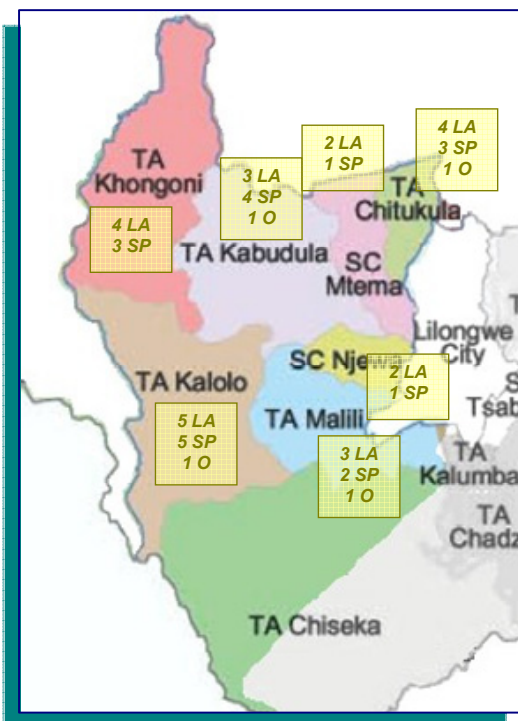 2 LA
1 SP
4 LA
3 SP
1 O
TA
Khongoni
3 LA
4 SP
1 O
TA
Chitukula
4 LA
3 SP
TA Kabudula
SC
Mtema
Lilongwe
City
SC Njewa
TA Kalolo
2 LA
1 SP
5 LA
5 SP
1 O
TA Malili
3 LA
2 SP
1 O
TA
Kalumba
TA
Chadz
Tsab
TA Chiseka